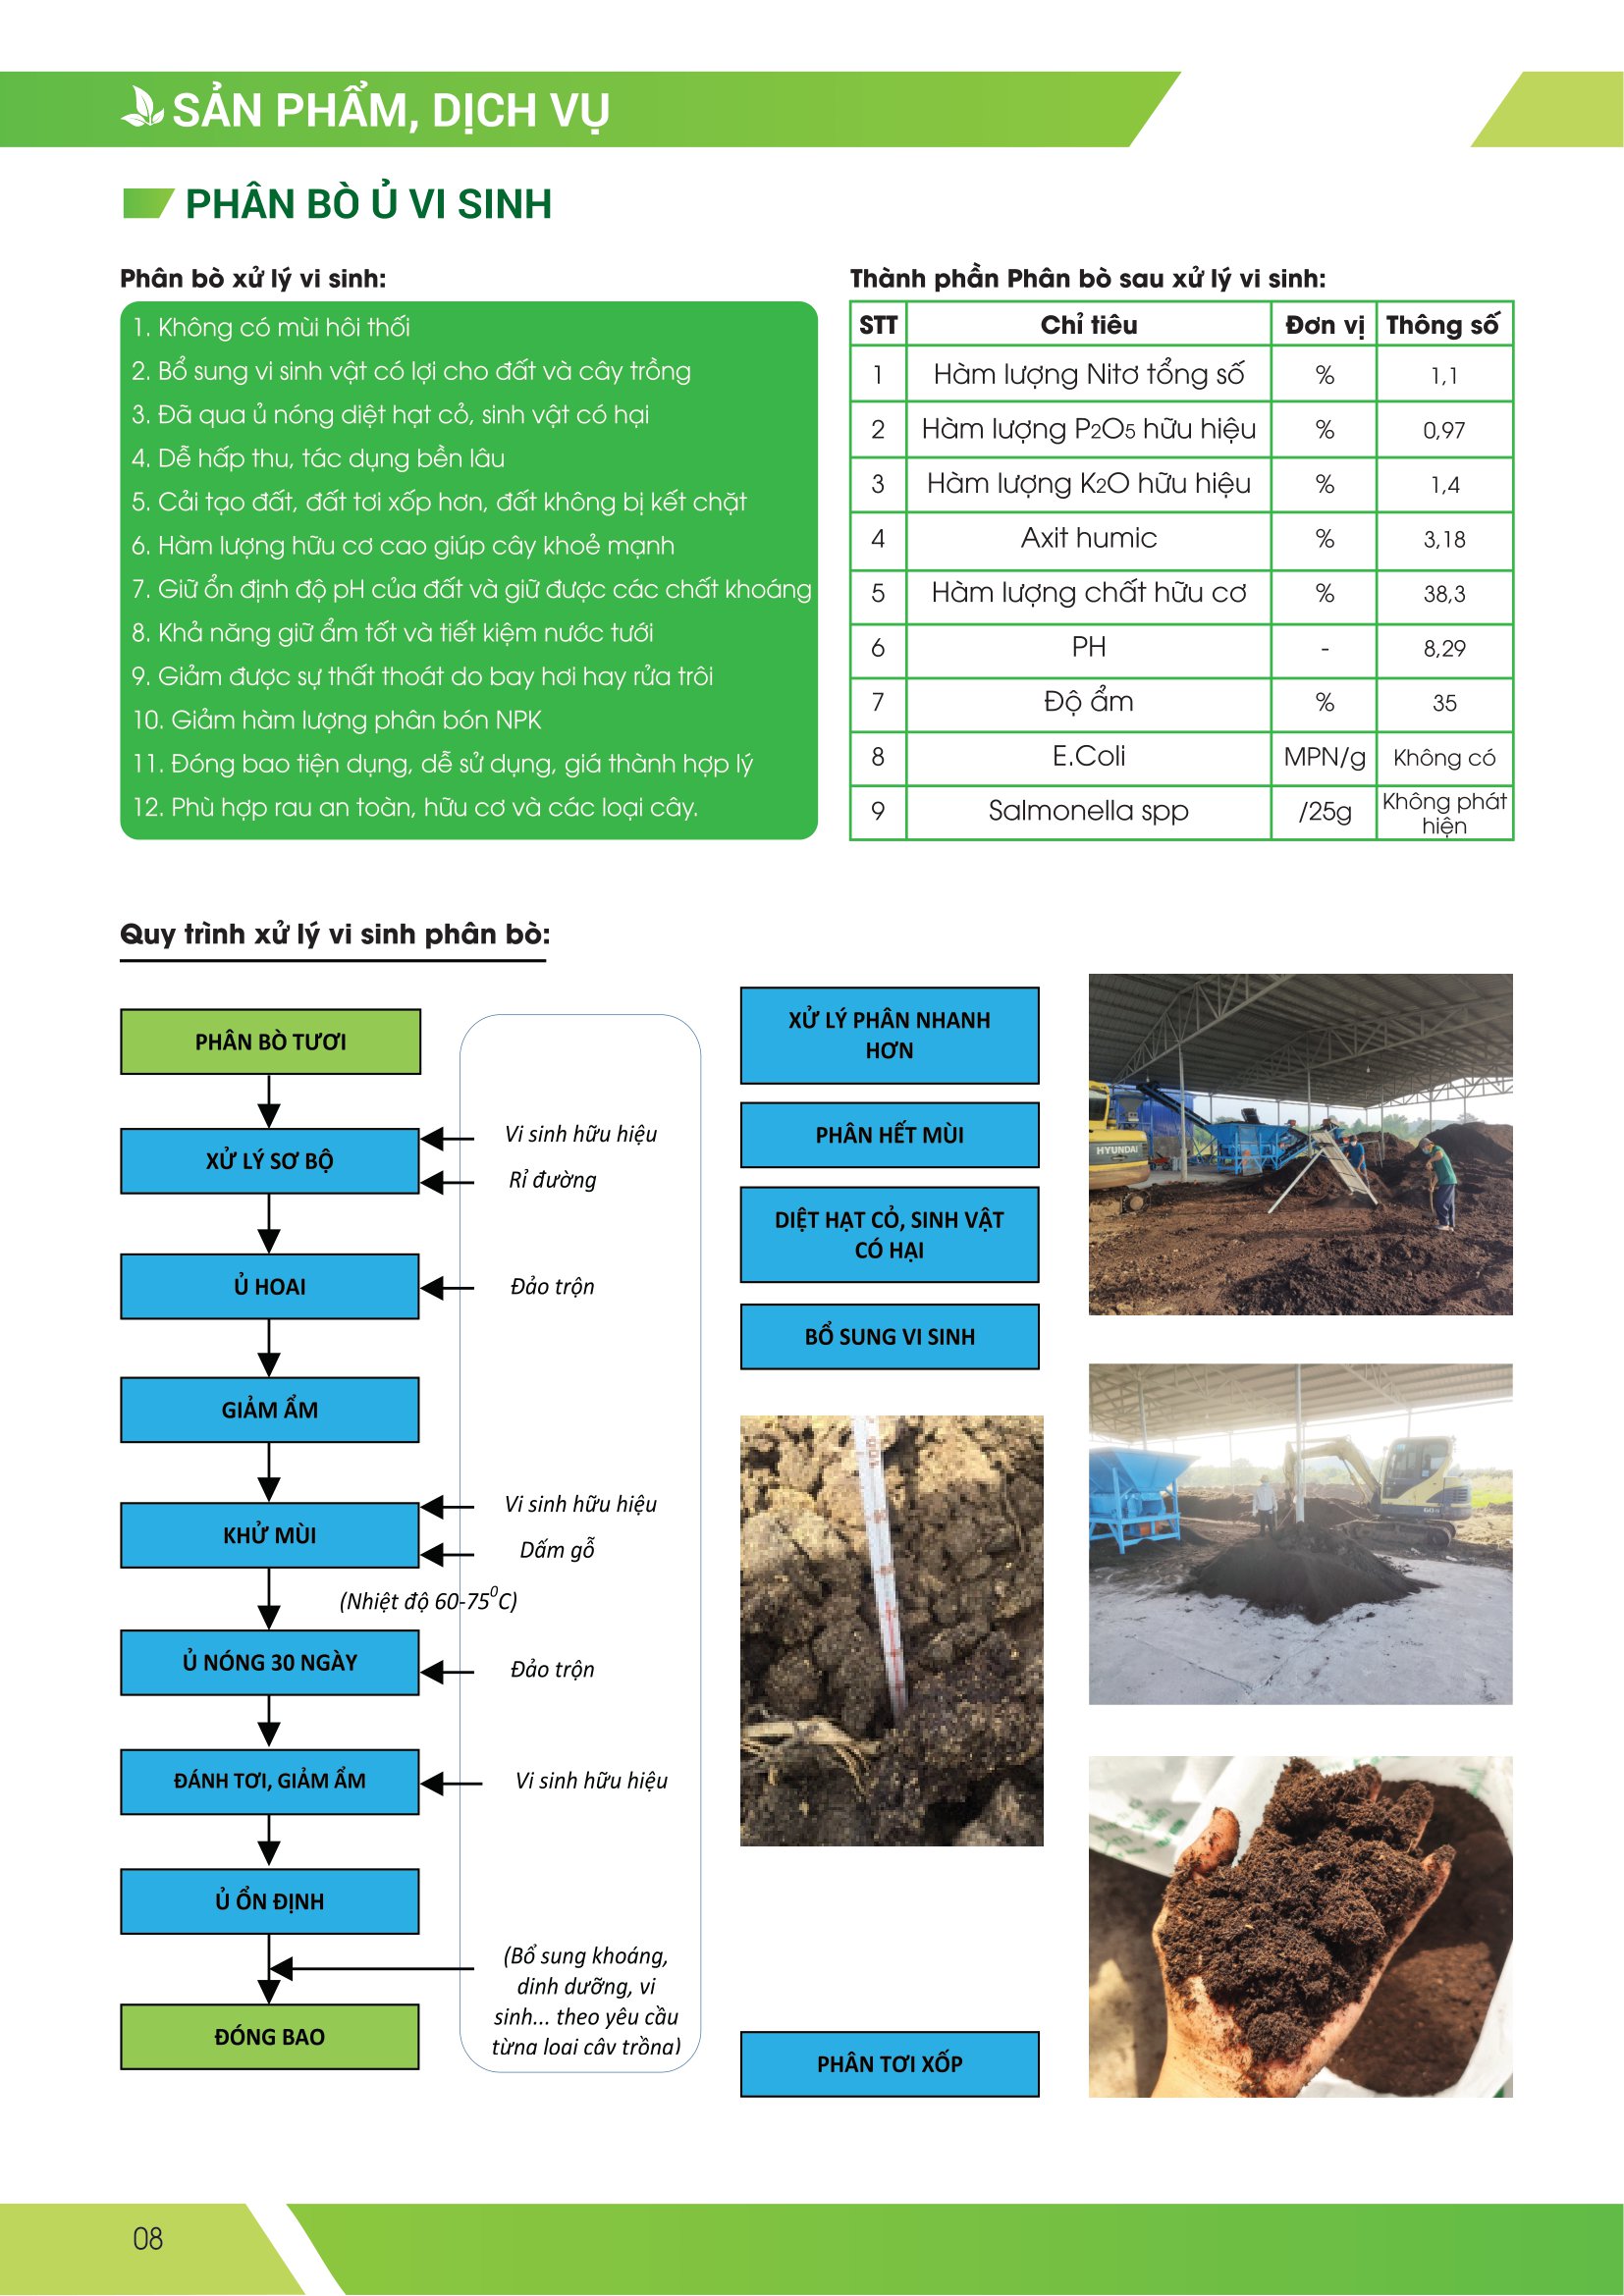 SẢN PHẨM, DỊCH VỤ
PHÂN BÒ Ủ VI SINH
Phân bò xử lý vi sinh:
1. Không có mùi hôi thối
2. Bổ sung vi sinh vật có lợi cho đất và cây trồng
3. Đã qua ủ nóng diệt hạt cỏ, sinh vật có hại
4. Dễ hấp thu, tác dụng bền lâu
5. Cải tạo đất, đất tơi xốp hơn, đất không bị kết chặt
6. Hàm lượng hữu cơ cao giúp cây khoẻ mạnh
7. Giữ ổn định độ pH của đất và giữ được các chất khoáng
8. Khả năng giữ ẩm tốt và tiết kiệm nước tưới
9. Giảm được sự thất thoát do bay hơi hay rửa trôi
10. Giảm hàm lượng phân bón NPK
11. Đóng bao tiện dụng, dễ sử dụng, giá thành hợp lý
12. Phù hợp rau an toàn, hữu cơ và các loại cây.
Thành phần Phân bò sau xử lý vi sinh:
STT Chỉ tiêu Đơn vị Thông số
1 Hàm lượng Nitơ tổng số % 1,1
2 Hàm lượng P2O5 hữu hiệu % 0,97
3 Hàm lượng K2O hữu hiệu % 1,4
4 Axit humic % 3,18
5 Hàm lượng chất hữu cơ % 38,3
6 PH - 8,29
7 Độ ẩm % 35
8 E.Coli MPN/g Không có
9 Salmonella spp /25g Không phát
hiện
Quy trình xử lý vi sinh phân bò:
PHÂN BÒ TƯƠI
XỬ LÝ SƠ BỘ
Vi sinh hữu hiệu
Rỉ đường
Ủ HOAI
Đảo trộn
GIẢM ẨM
KHỬ MÙI
Vi sinh hữu hiệu
Dấm gỗ
(Nhiệt độ 60-75⁰C)
Ủ NÓNG 30 NGÀY
Đảo trộn
ĐÁNH TƠI, GIẢM ẨM
Vi sinh hữu hiệu
Ủ ỔN ĐỊNH
(Bổ sung khoáng,
dinh dưỡng, vi
sinh... theo yêu cầu
từng loại cây trồng)
ĐÓNG BAO
XỬ LÝ PHÂN NHANH
HƠN
PHÂN HẾT MÙI
DIỆT HẠT CỎ, SINH VẬT
CÓ HẠI
BỔ SUNG VI SINH
PHÂN TƠI XỐP
HYUNDAI
08